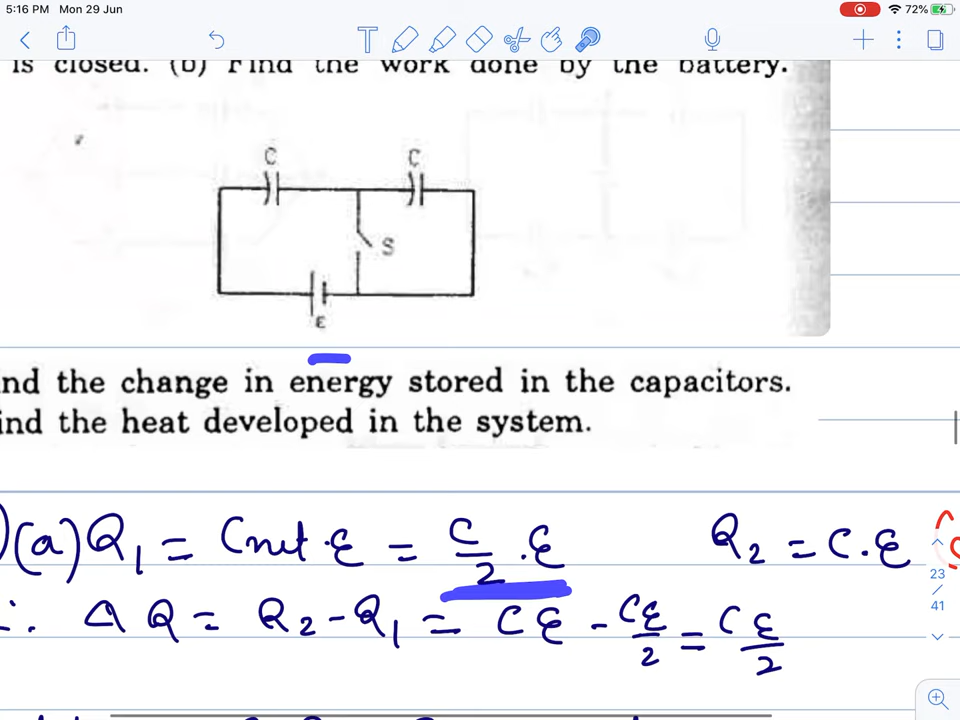 5:16 PM Mon 29 Jun 72%
is closed. (b) Find the work done by the battery.
C C
S
ε
nd the change in energy stored in the capacitors.
ind the heat developed in the system.
)(a) Q₁ = Cnet·ε = C/2 ·ε Q₂ = C·ε
∴ ΔQ = Q₂-Q₁ = Cε - Cε/2 = Cε/2
23
/
41